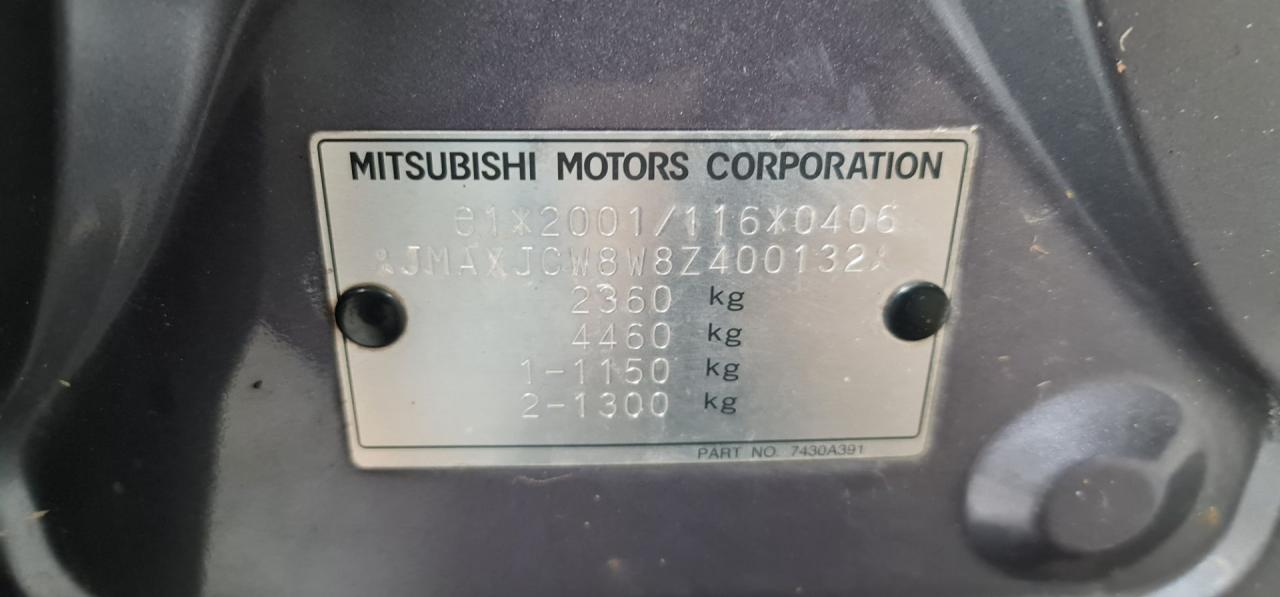 MITSUBISHI MOTORS CORPORATION
e1*2001/116*0406
*JMAXJCW8W8Z400132*
2360 kg
4460 kg
1-1150 kg
2-1300 kg
PART NO. 7430A391